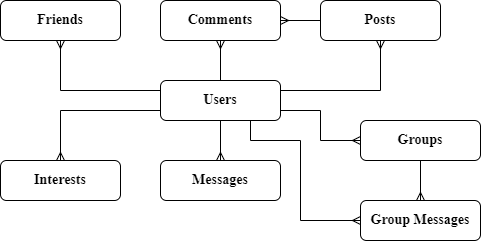 Friends
Comments
Posts
Users
Groups
Interests
Messages
Group Messages